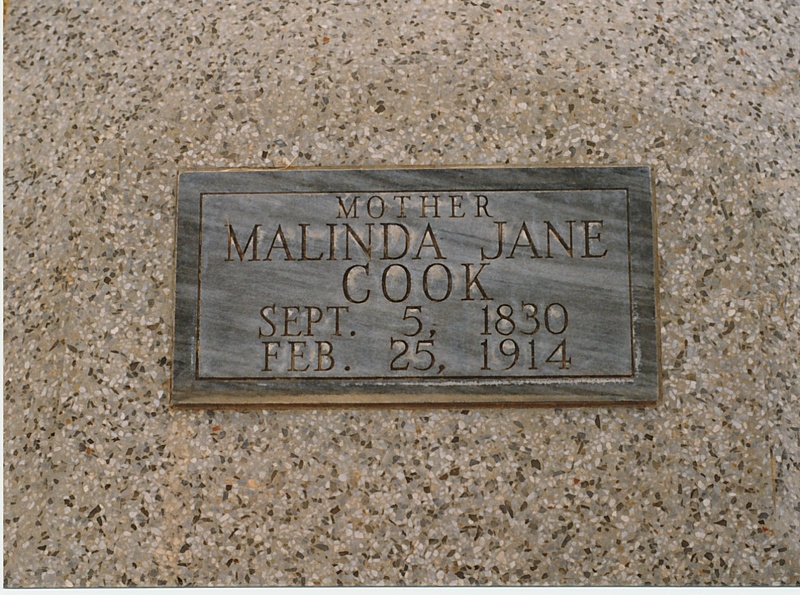 MOTHER
MALINDA JANE
COOK
SEPT. 5, 1830
FEB. 25, 1914